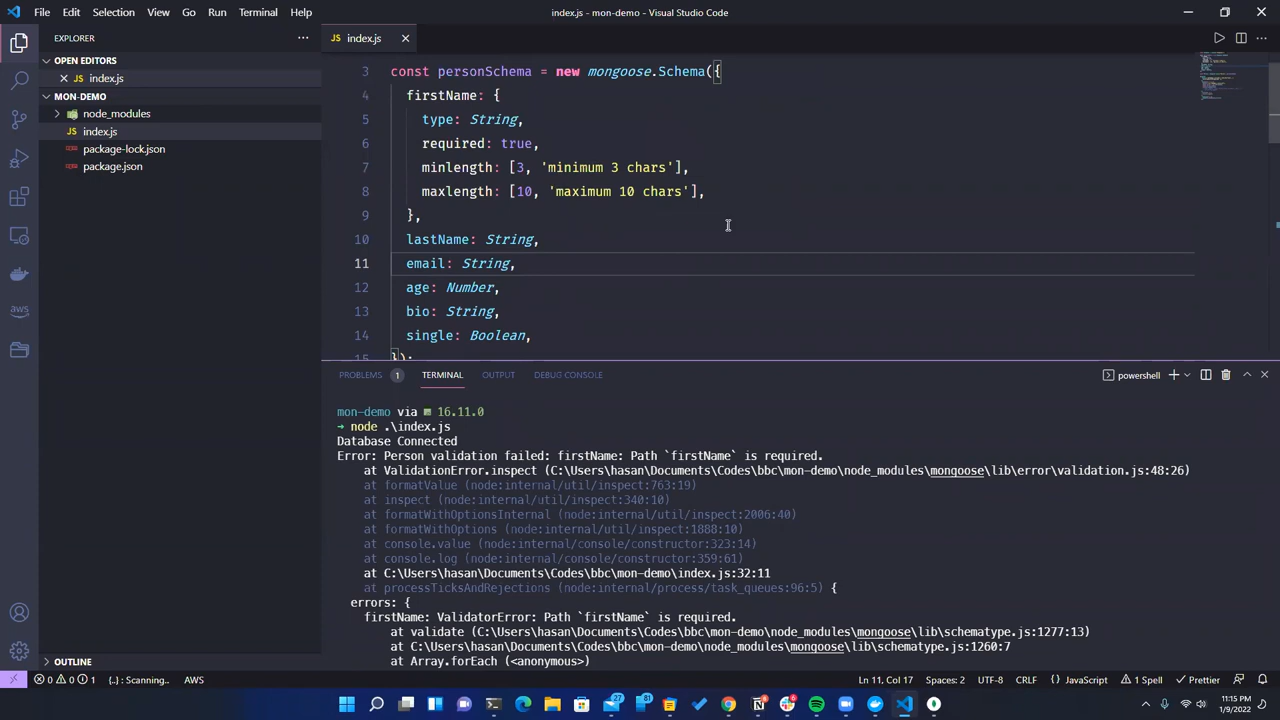 File Edit Selection View Go Run Terminal Help
index.js - mon-demo - Visual Studio Code
EXPLORER
OPEN EDITORS
index.js
MON-DEMO
node_modules
index.js
package-lock.json
package.json
OUTLINE
index.js
3 const personSchema = new mongoose.Schema({
4 firstName: {
5 type: String,
6 required: true,
7 minlength: [3, 'minimum 3 chars'],
8 maxlength: [10, 'maximum 10 chars'],
9 },
10 lastName: String,
11 email: String,
12 age: Number,
13 bio: String,
14 single: Boolean,
15 });
PROBLEMS 1 TERMINAL OUTPUT DEBUG CONSOLE
powershell
mon-demo via 16.11.0
→ node .\index.js
Database Connected
Error: Person validation failed: firstName: Path `firstName` is required.
at ValidationError.inspect (C:\Users\hasan\Documents\Codes\bbc\mon-demo\node_modules\mongoose\lib\error\validation.js:48:26)
at formatValue (node:internal/util/inspect:763:19)
at inspect (node:internal/util/inspect:340:10)
at formatWithOptionsInternal (node:internal/util/inspect:2006:40)
at formatWithOptions (node:internal/util/inspect:1888:10)
at console.value (node:internal/console/constructor:323:14)
at console.log (node:internal/console/constructor:359:61)
at C:\Users\hasan\Documents\Codes\bbc\mon-demo\index.js:32:11
at processTicksAndRejections (node:internal/process/task_queues:96:5) {
errors: {
firstName: ValidatorError: Path `firstName` is required.
at validate (C:\Users\hasan\Documents\Codes\bbc\mon-demo\node_modules\mongoose\lib\schematype.js:1277:13)
at C:\Users\hasan\Documents\Codes\bbc\mon-demo\node_modules\mongoose\lib\schematype.js:1260:7
at Array.forEach (<anonymous>)
0 0 0 {..}: Scanning.. AWS
Ln 11, Col 17 Spaces: 2 UTF-8 CRLF JavaScript 1 Spell Prettier
27 81 6 6
11:15 PM
1/9/2022